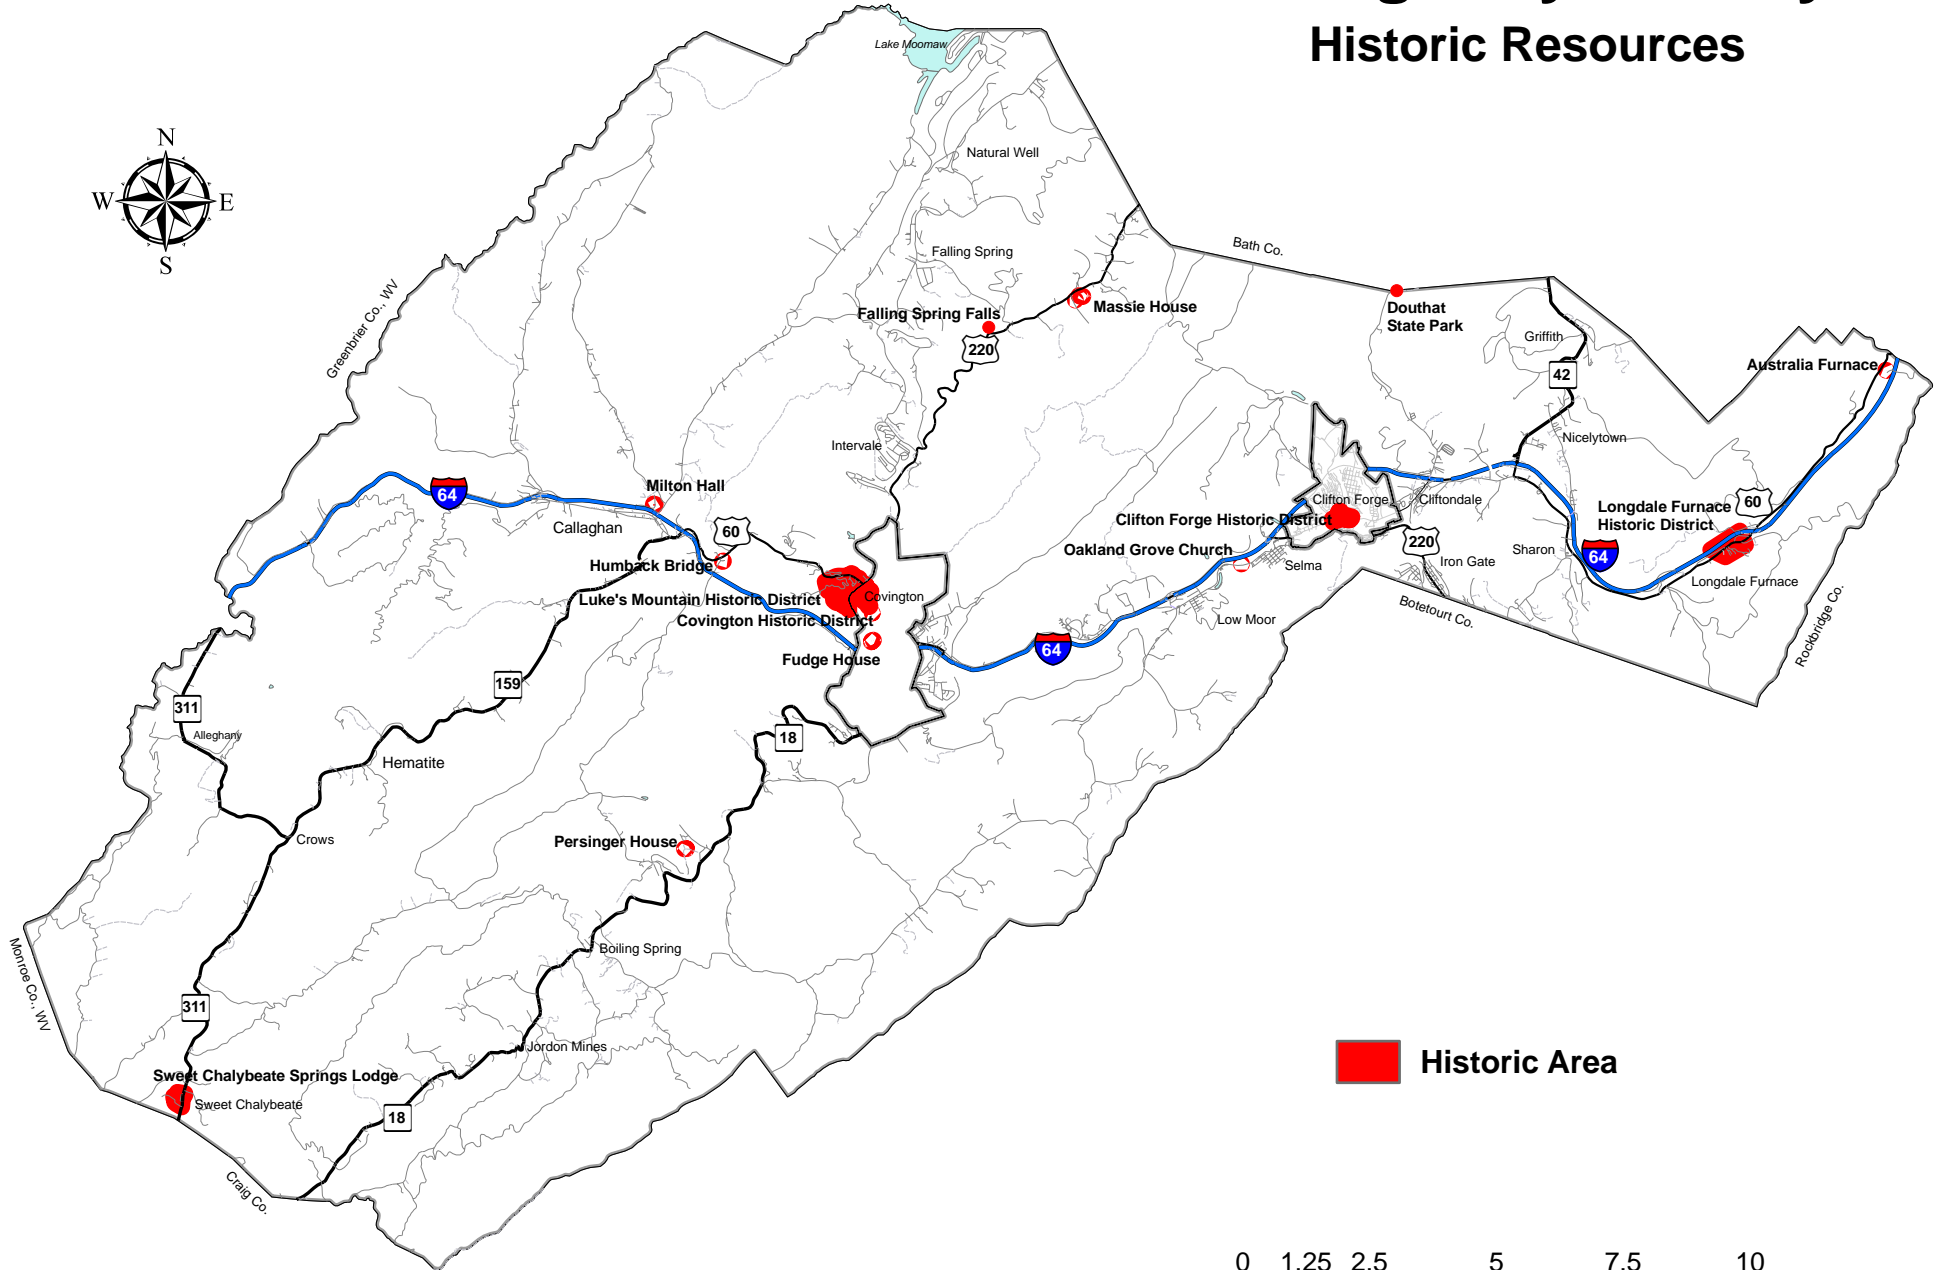 Historic Resources
Lake Moomaw
N
W
E
S
Natural Well
Bath Co.
Falling Spring
Greenbrier Co., WV
Massie House
Falling Spring Falls
220
Douthat
State Park
Griffith
42
Australia Furnace
Intervale
Nicelytown
Milton Hall
64
Callaghan
60
Clifton Forge
Cliftondale
Clifton Forge Historic District
Longdale Furnace
Historic District
60
220
Oakland Grove Church
Selma
Iron Gate
Sharon
64
Longdale Furnace
Humback Bridge
Luke's Mountain Historic District
Covington
Covington Historic District
Fudge House
Low Moor
Botetourt Co.
Rockbridge Co.
64
159
311
Alleghany
18
Hematite
Crows
Persinger House
Boiling Spring
Monroe Co., WV
311
Jordon Mines
Historic Area
Sweet Chalybeate Springs Lodge
Sweet Chalybeate
18
Craig Co.
0 1.25 2.5 5 7.5 10